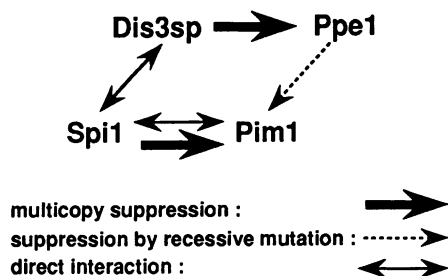 Dis3sp Ppe1
Spi1 Pim1
multicopy suppression :
suppression by recessive mutation :
direct interaction :